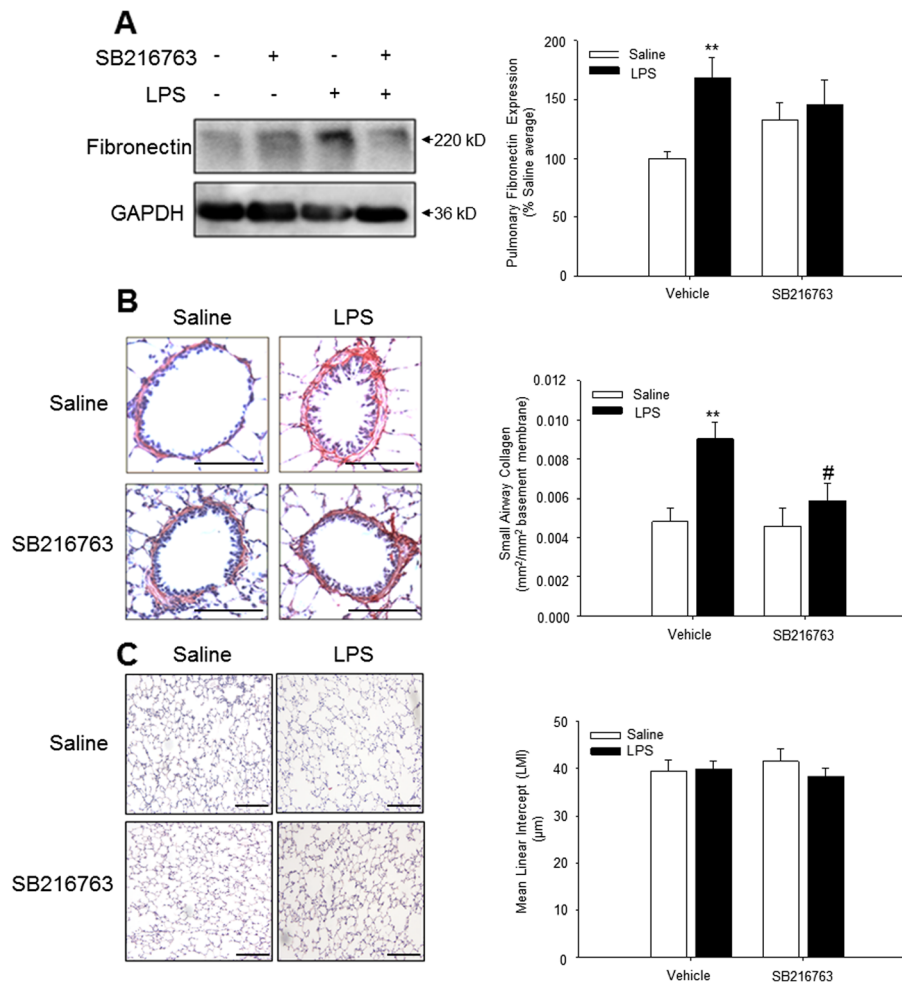 A
SB216763 - + - +
LPS - - + +
Fibronectin 220 kD
GAPDH 36 kD
Pulmonary Fibronectin Expression
(% Saline average)
200
150
100
50
0
Saline
LPS
**
Vehicle SB216763
B
Saline LPS
Saline
SB216763
Small Airway Collagen
(mm²/mm² basement membrane)
0.012
0.010
0.008
0.006
0.004
0.002
0.000
Saline
LPS
**
#
Vehicle SB216763
C
Saline LPS
Saline
SB216763
Mean Linear Intercept (LMI)
(µm)
50
40
30
20
10
0
Saline
LPS
Vehicle SB216763